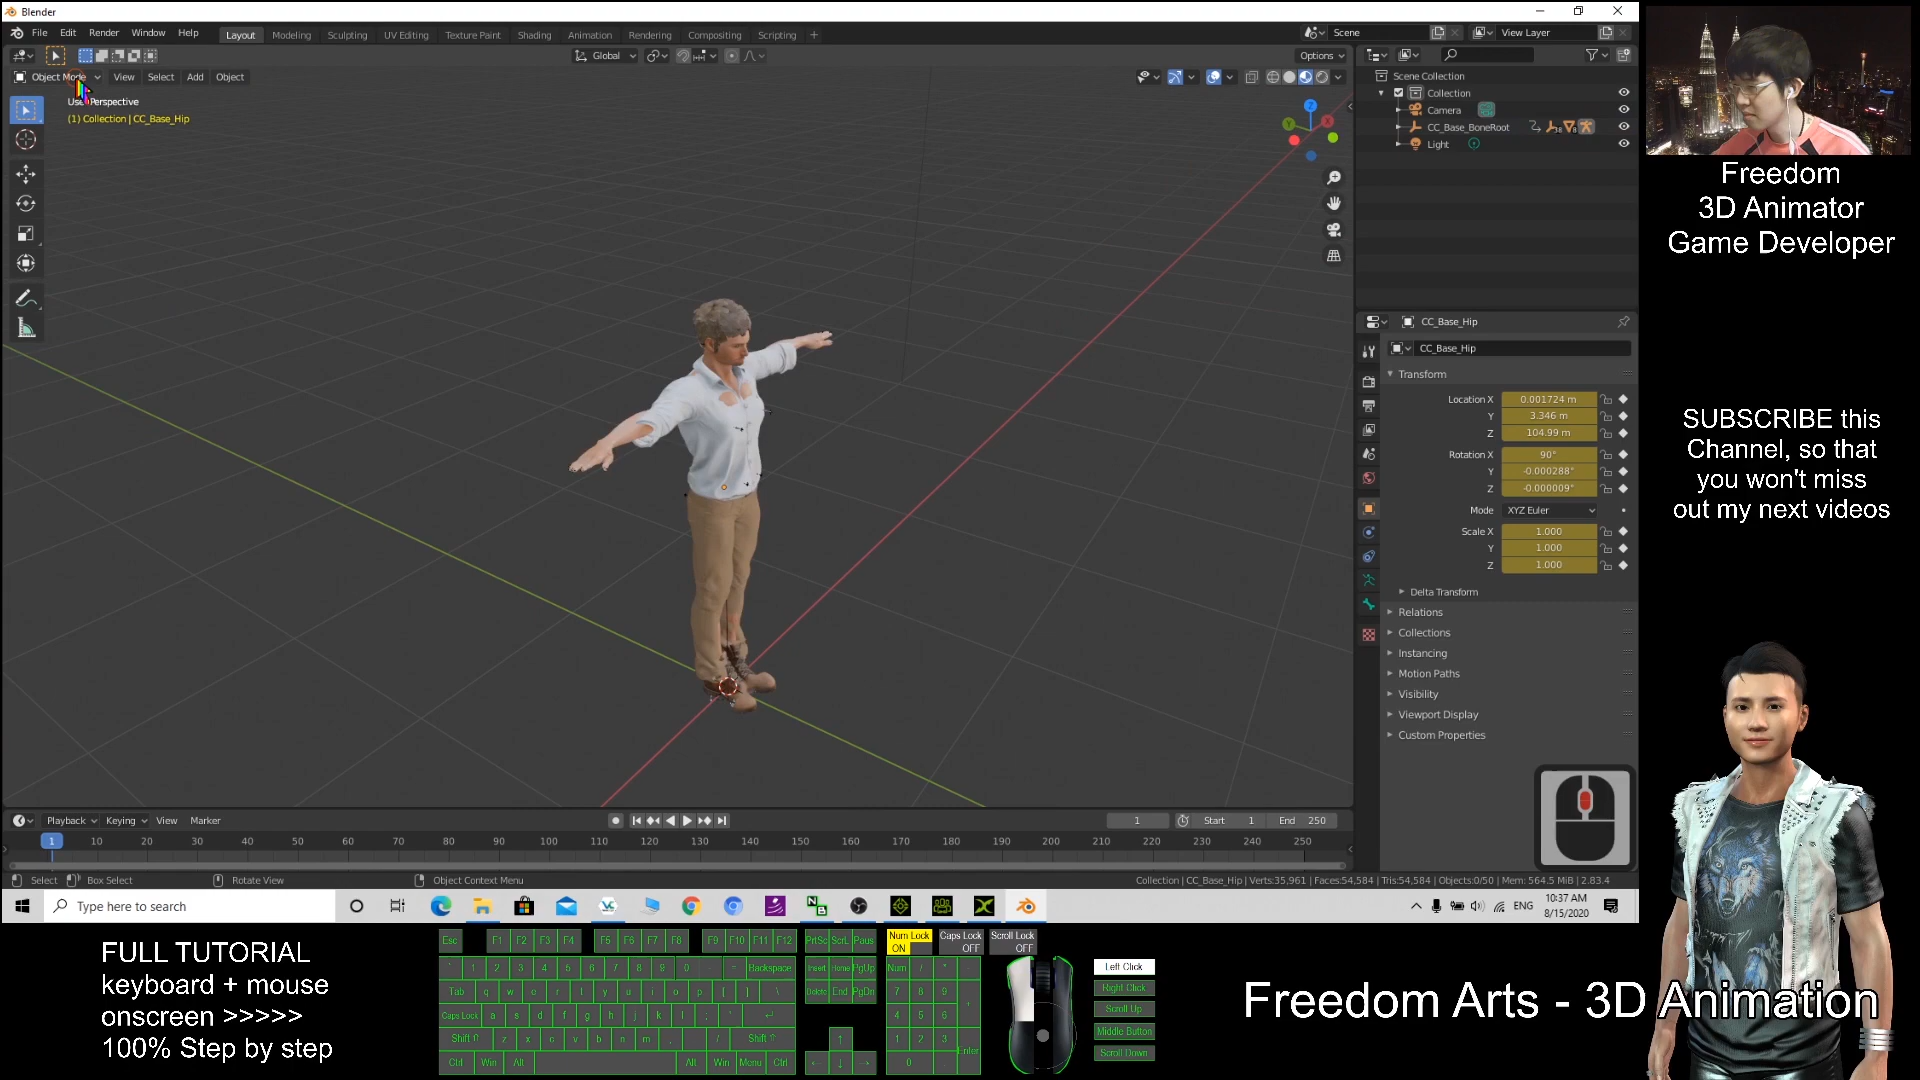 Blender
File Edit Render Window Help
Layout Modeling Sculpting UV Editing Texture Paint Shading Animation Rendering Compositing Scripting +
Scene
View Layer
Global
Options
Object Mode View Select Add Object
(1) Collection | CC_Base_Hip
Scene Collection
Collection
Camera
CC_Base_BoneRoot
Light
CC_Base_Hip
CC_Base_Hip
Transform
Location X 0.001724 m
Y 3.346 m
Z 104.99 m
Rotation X 90°
Y -0.000288°
Z -0.000009°
Mode XYZ Euler
Scale X 1.000
Y 1.000
Z 1.000
Delta Transform
Relations
Collections
Instancing
Motion Paths
Visibility
Viewport Display
Custom Properties
Playback Keying View Marker
1 Start 1 End 250
1 10 20 30 40 50 60 70 80 90 100 110 120 130 140 150 160 170 180 190 200 210 220 230 240 250
Select Box Select Rotate View Object Context Menu
Collection | CC_Base_Hip | Verts:35,961 | Faces:54,584 | Tris:54,584 | Objects:0/50 | Mem: 564.5 MiB | 2.83.4
Type here to search
ENG
10:37 AM
8/15/2020
Freedom
3D Animator
Game Developer
SUBSCRIBE this
Channel, so that
you won't miss
out my next videos
FULL TUTORIAL
keyboard + mouse
onscreen >>>>>
100% Step by step
Esc F1 F2 F3 F4 F5 F6 F7 F8 F9 F10 F11 F12 PrtSc ScrL Paus
Num Lock
ON
Caps Lock
OFF
Scroll Lock
OFF
1 2 3 4 5 6 7 8 9 0 - = Backspace Insert Home PgUp Num / * -
Tab q w e r t y u i o p [ ] \ Delete End PgDn 7 8 9 +
Caps Lock a s d f g h j k l ; ' 4 5 6
Shift z x c v b n m , . / Shift 1 2 3 Enter
Ctrl Win Alt Alt Win Menu Ctrl 0 .
Left Click
Right Click
Scroll Up
Middle Button
Scroll Down
Freedom Arts - 3D Animation